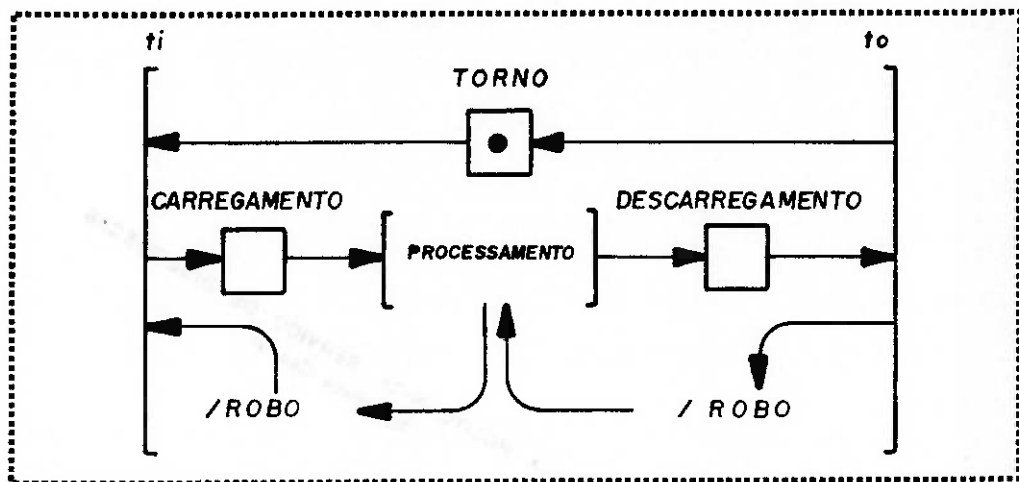 ti to
TORNO
CARREGAMENTO DESCARREGAMENTO
PROCESSAMENTO
/ROBO / ROBO